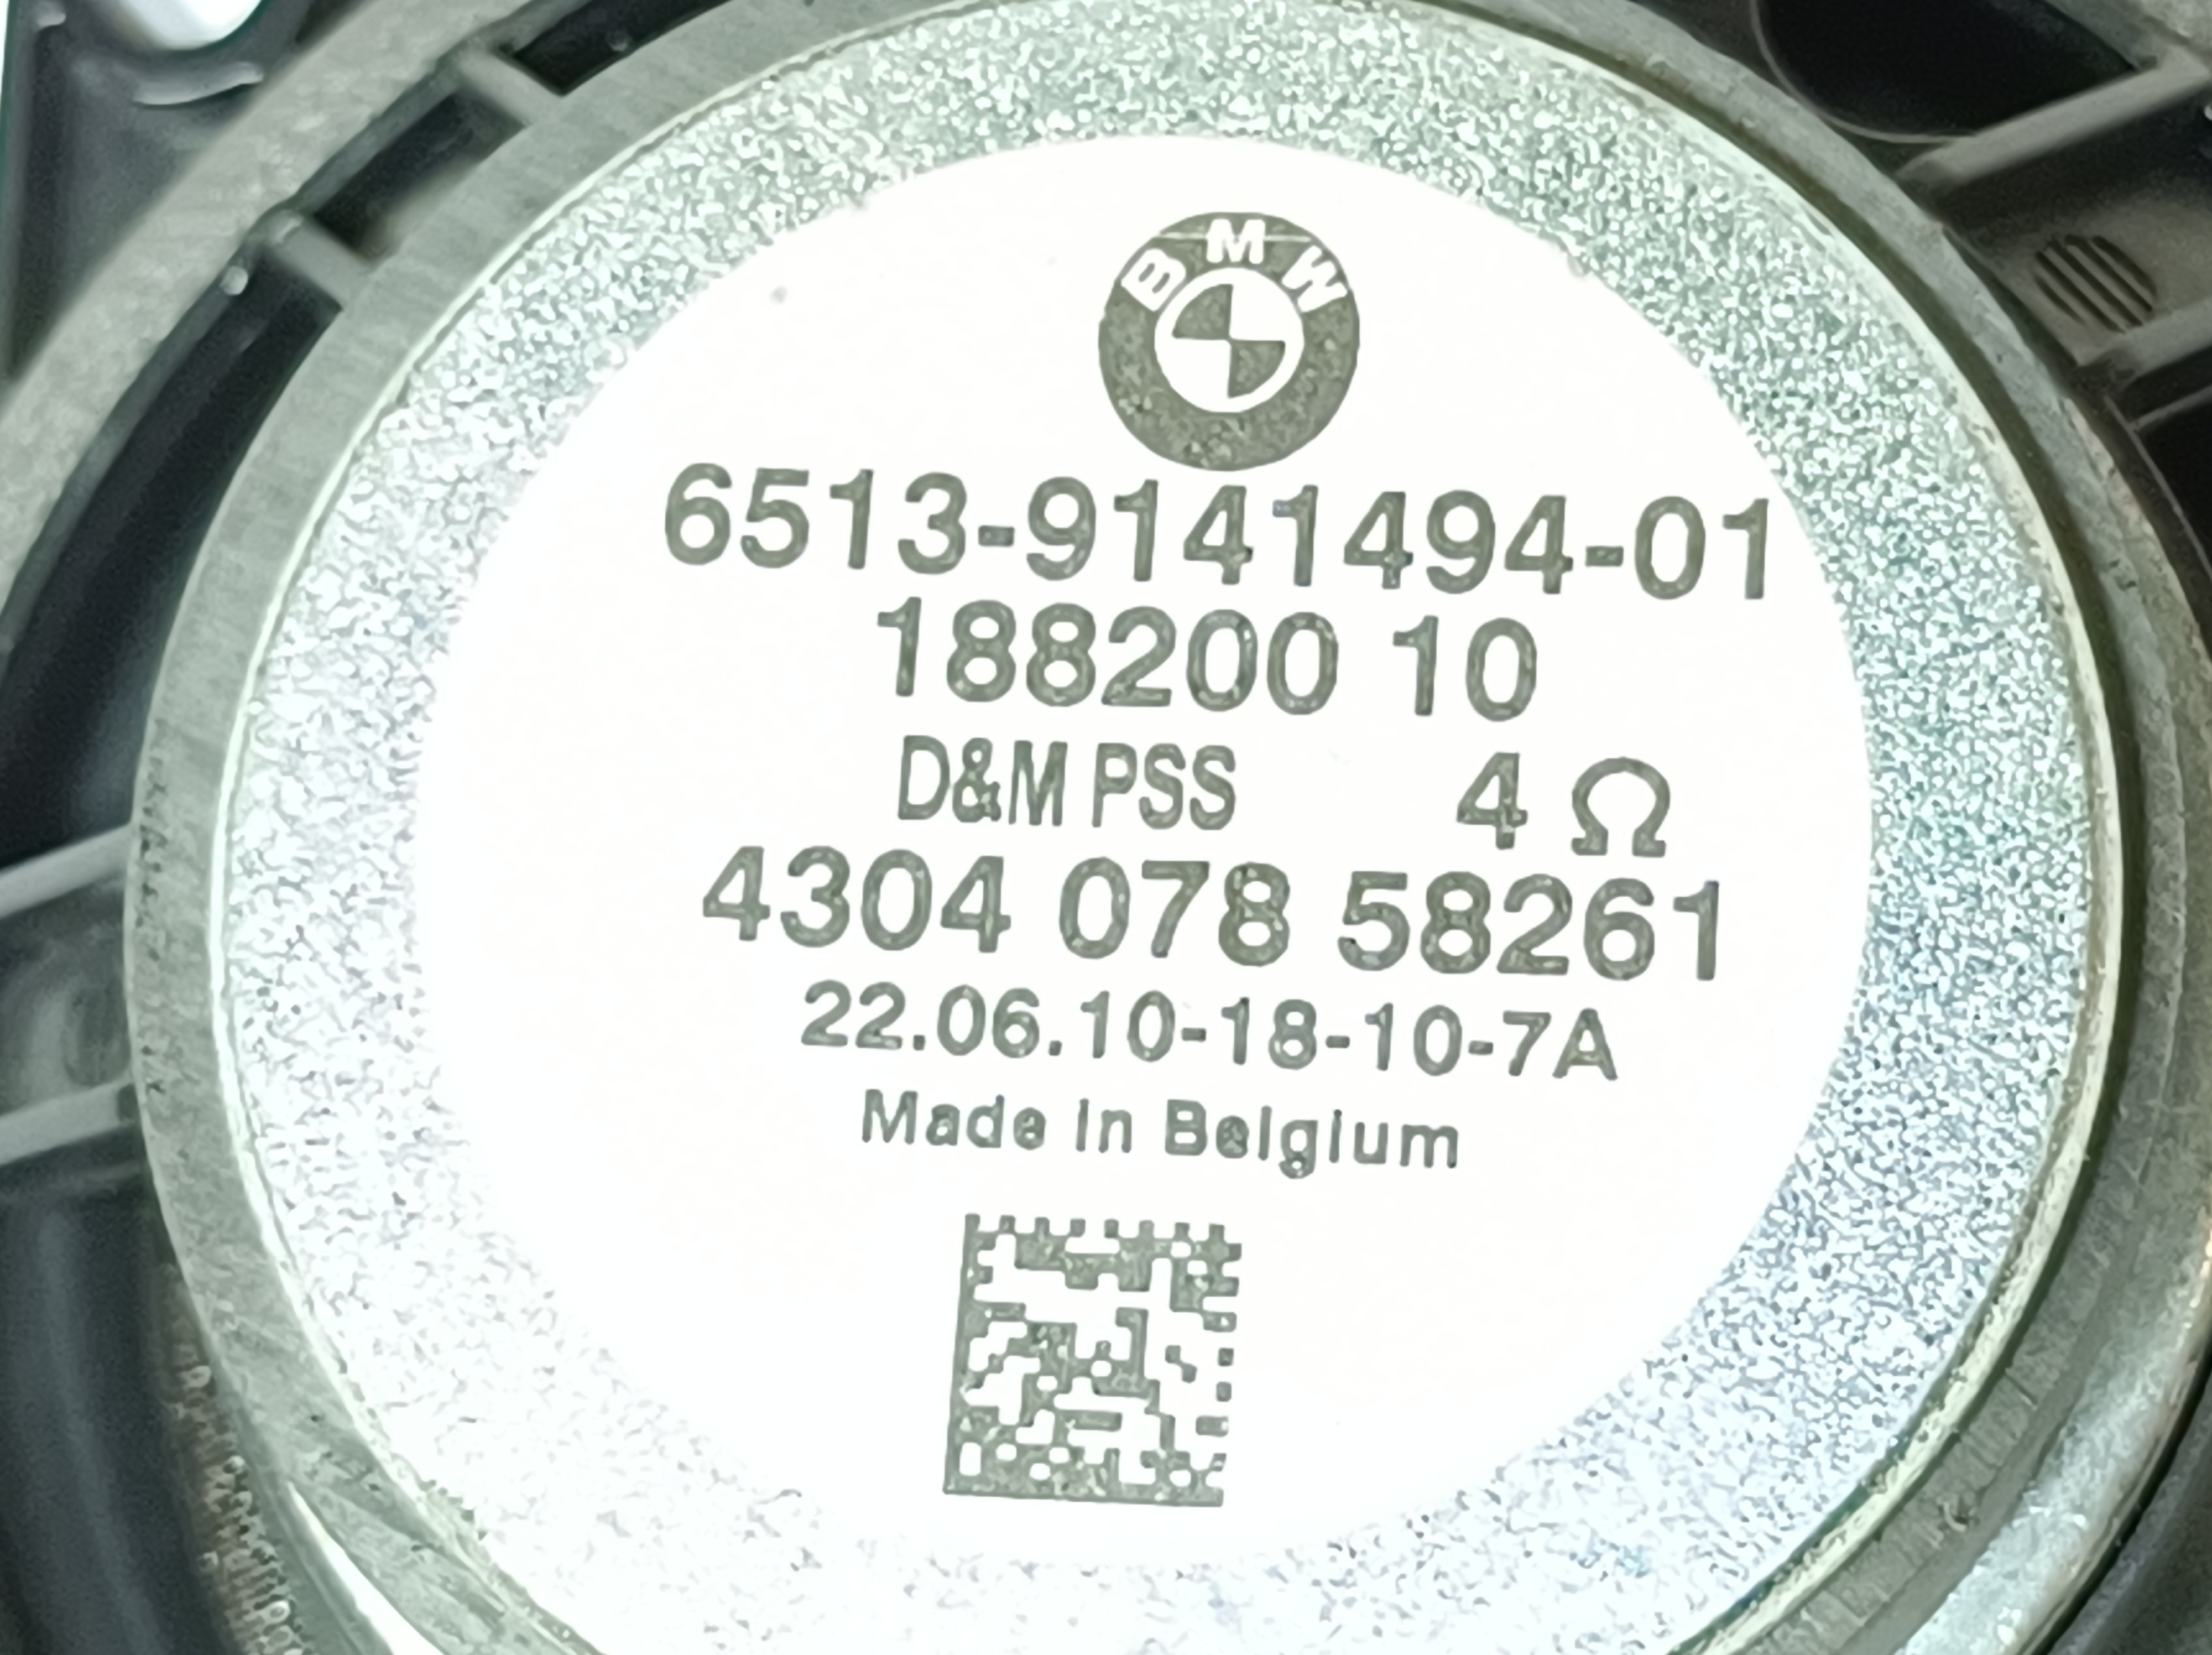 BMW
6513-9141494-01
188200 10
D&M PSS 4 Ω
4304 078 58261
22.06.10-18-10-7A
Made In Belgium